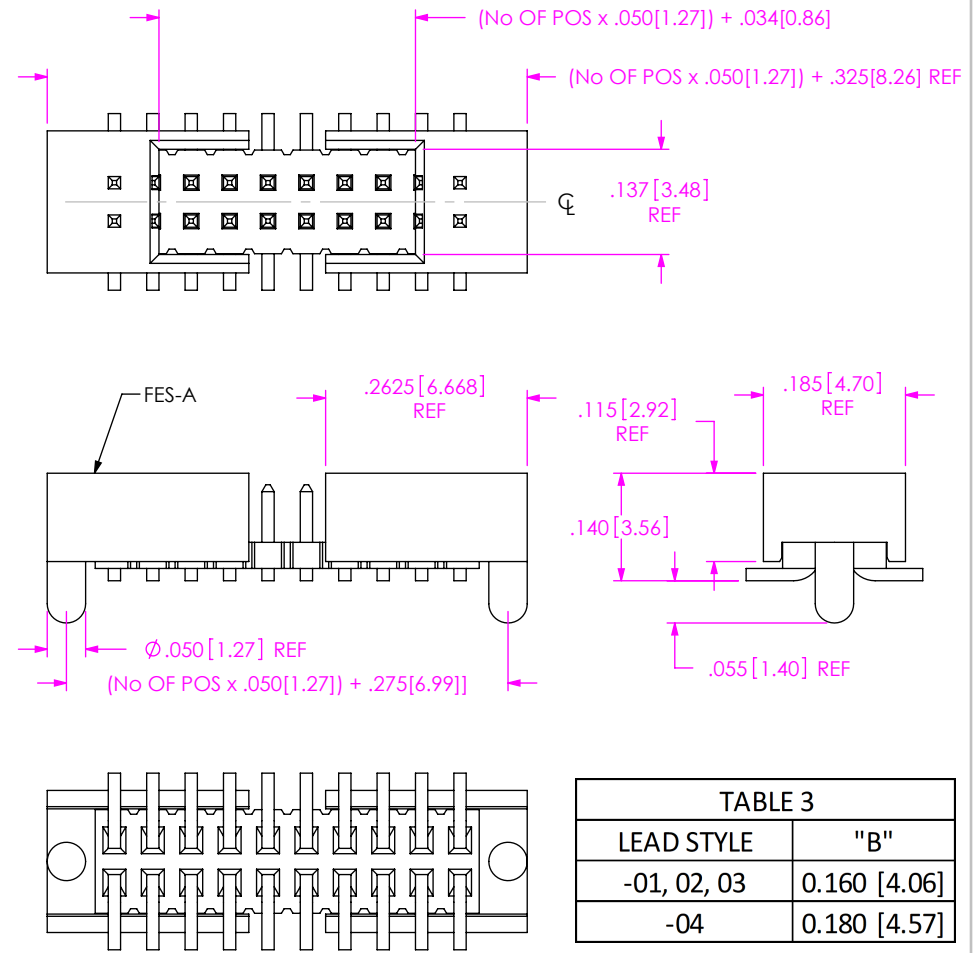 (No OF POS x .050[1.27]) + .034[0.86]
(No OF POS x .050[1.27]) + .325[8.26] REF
.137[3.48]
REF
℄
FES-A
.2625[6.668]
REF
.115[2.92]
REF
.185[4.70]
REF
.140[3.56]
Ø.050[1.27] REF
(No OF POS x .050[1.27]) + .275[6.99]]
.055[1.40] REF
TABLE 3
LEAD STYLE "B"
-01, 02, 03 0.160 [4.06]
-04 0.180 [4.57]